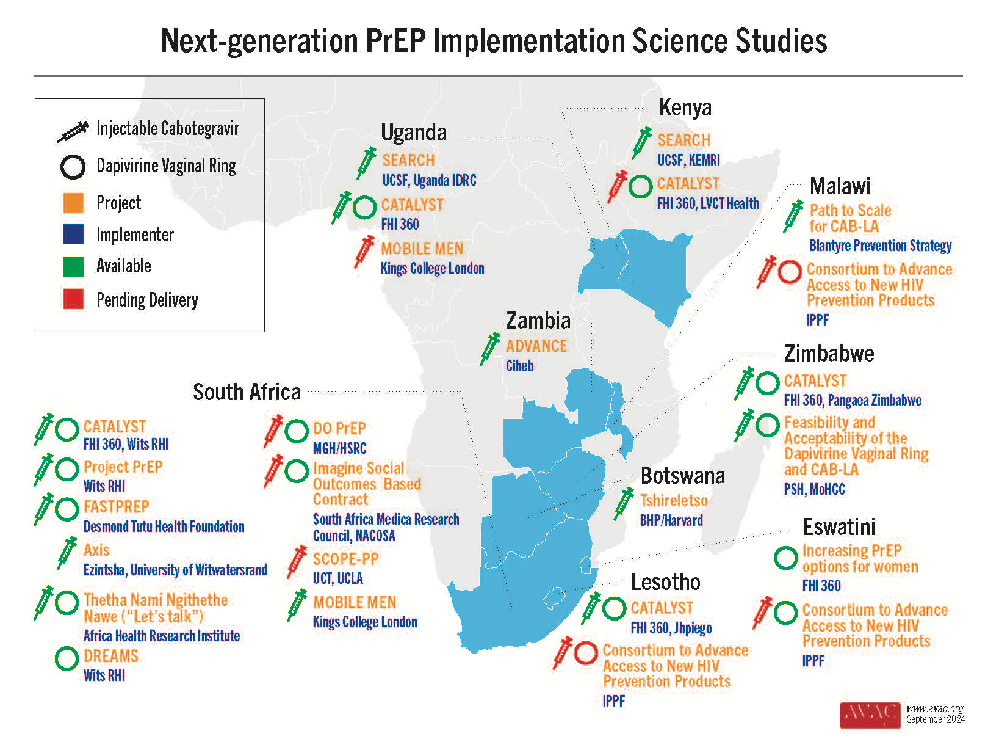 Next-generation PrEP Implementation Science Studies
Injectable Cabotegravir
Dapivirine Vaginal Ring
Project
Implementer
Available
Pending Delivery
Uganda
SEARCH
UCSF, Uganda IDRC
CATALYST
FHI 360
MOBILE MEN
Kings College London
Kenya
SEARCH
UCSF, KEMRI
CATALYST
FHI 360, LVCT Health
Malawi
Path to Scale
for CAB-LA
Blantyre Prevention Strategy
Consortium to Advance
Access to New HIV
Prevention Products
IPPF
Zambia
ADVANCE
Ciheb
Zimbabwe
CATALYST
FHI 360, Pangaea Zimbabwe
Feasibility and
Acceptability of the
Dapivirine Vaginal Ring
and CAB-LA
PSH, MoHCC
South Africa
CATALYST
FHI 360, Wits RHI
Project PrEP
Wits RHI
FASTPREP
Desmond Tutu Health Foundation
Axis
Ezintsha, University of Witwatersrand
Thetha Nami Ngithethe
Nawe (“Let’s talk”)
Africa Health Research Institute
DREAMS
Wits RHI
DO PrEP
MGH/HSRC
Imagine Social
Outcomes Based
Contract
South Africa Medica Research
Council, NACOSA
SCOPE-PP
UCT, UCLA
MOBILE MEN
Kings College London
Botswana
Tshireletso
BHP/Harvard
Eswatini
Increasing PrEP
options for women
FHI 360
Consortium to Advance
Access to New HIV
Prevention Products
IPPF
Lesotho
CATALYST
FHI 360, Jhpiego
Consortium to Advance
Access to New HIV
Prevention Products
IPPF
AVAC
www.avac.org
September 2024